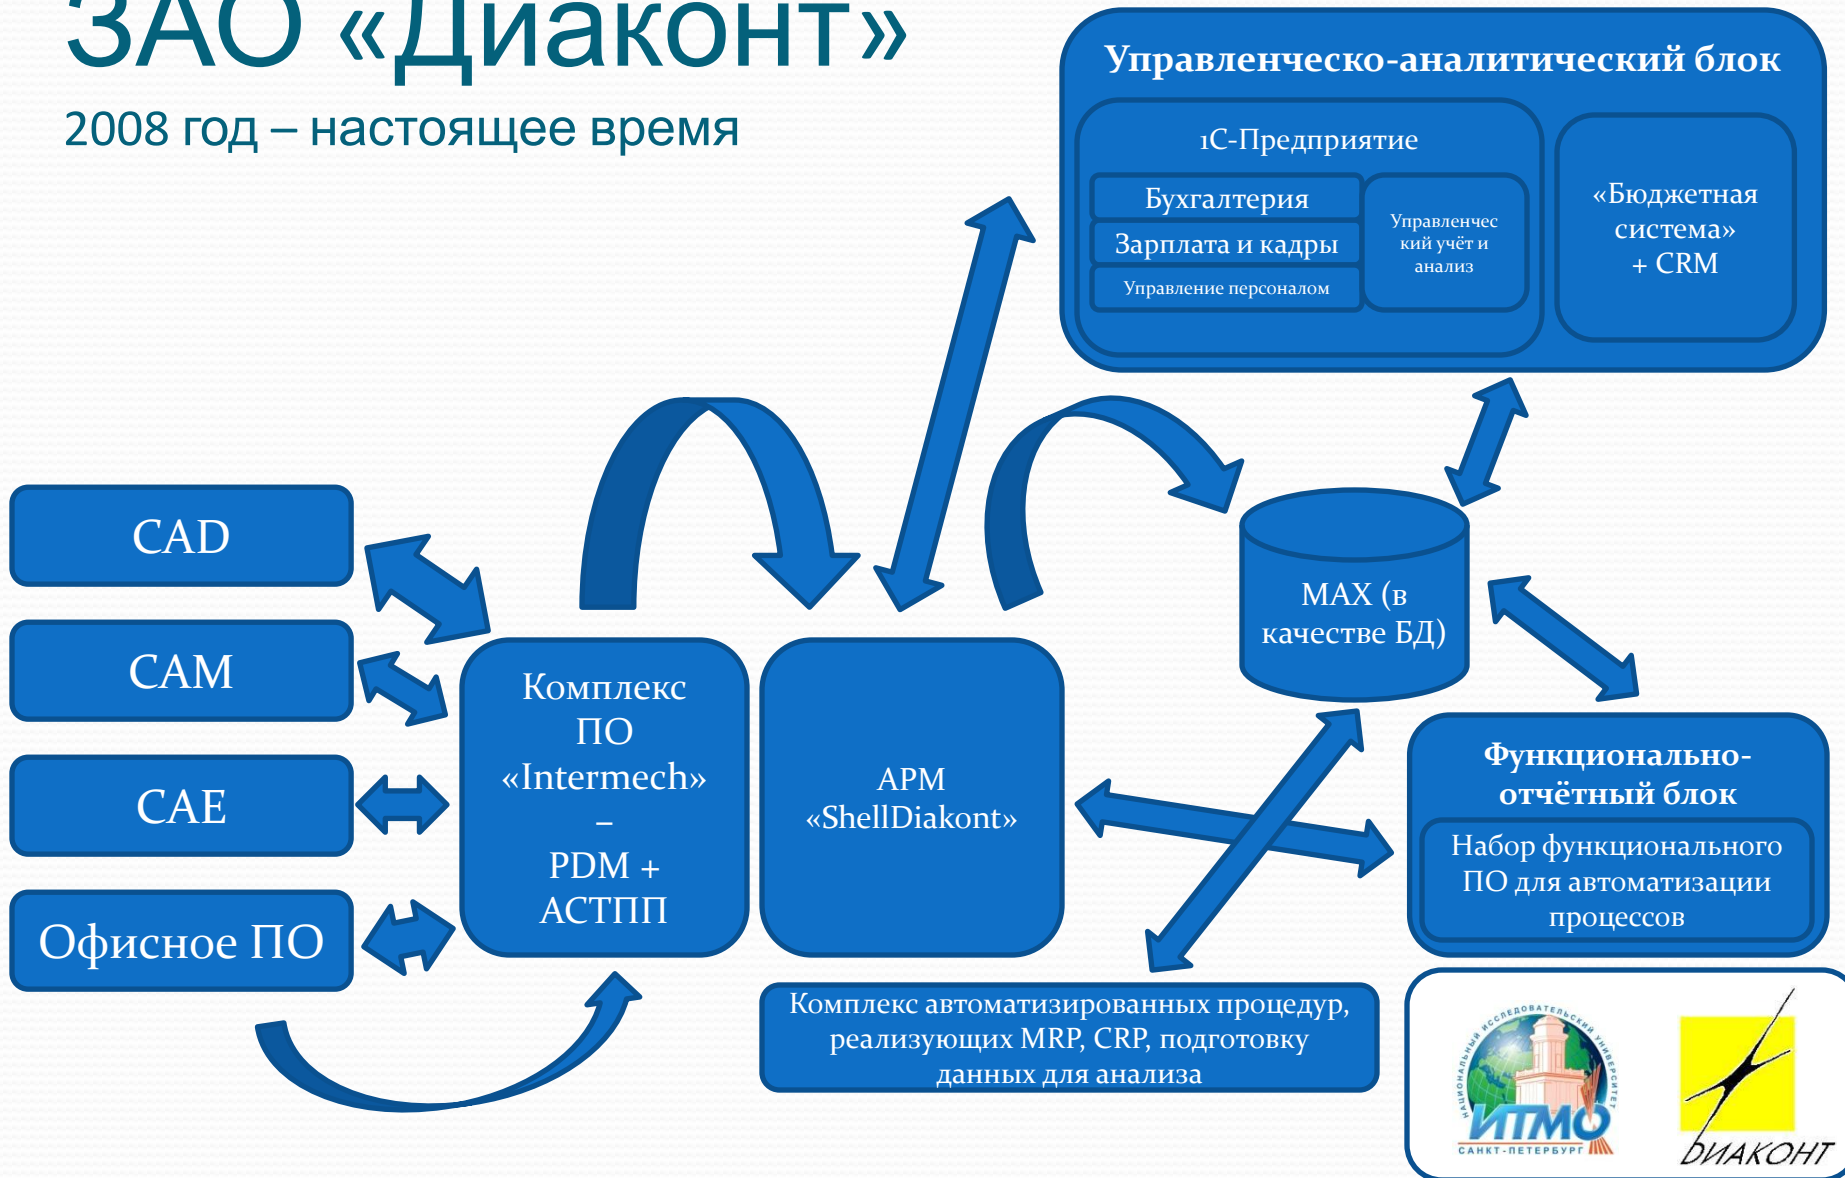 ЗАО «Диаконт»
2008 год – настоящее время
Управленческо-аналитический блок
1С-Предприятие
Бухгалтерия
Зарплата и кадры
Управление персоналом
Управленчес
кий учёт и
анализ
«Бюджетная
система»
+ CRM
CAD
CAM
CAE
Офисное ПО
Комплекс
ПО
«Intermech»
–
PDM +
АСТПП
АРМ
«ShellDiakont»
MAX (в
качестве БД)
Функционально-
отчётный блок
Набор функционального
ПО для автоматизации
процессов
Комплекс автоматизированных процедур,
реализующих MRP, CRP, подготовку
данных для анализа
НАЦИОНАЛЬНЫЙ ИССЛЕДОВАТЕЛЬСКИЙ УНИВЕРСИТЕТ
ИТМО
САНКТ-ПЕТЕРБУРГ
ДИАКОНТ